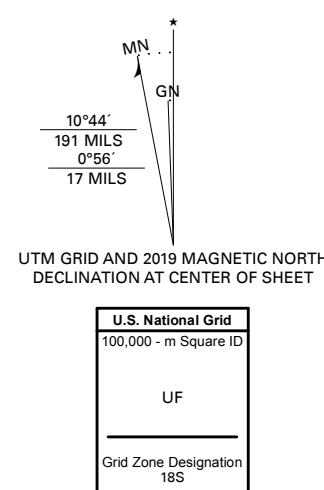 ★
MN
GN
10°44´
191 MILS
0°56´
17 MILS
UTM GRID AND 2019 MAGNETIC NORTH
DECLINATION AT CENTER OF SHEET
U.S. National Grid
100,000 - m Square ID
UF
Grid Zone Designation
18S